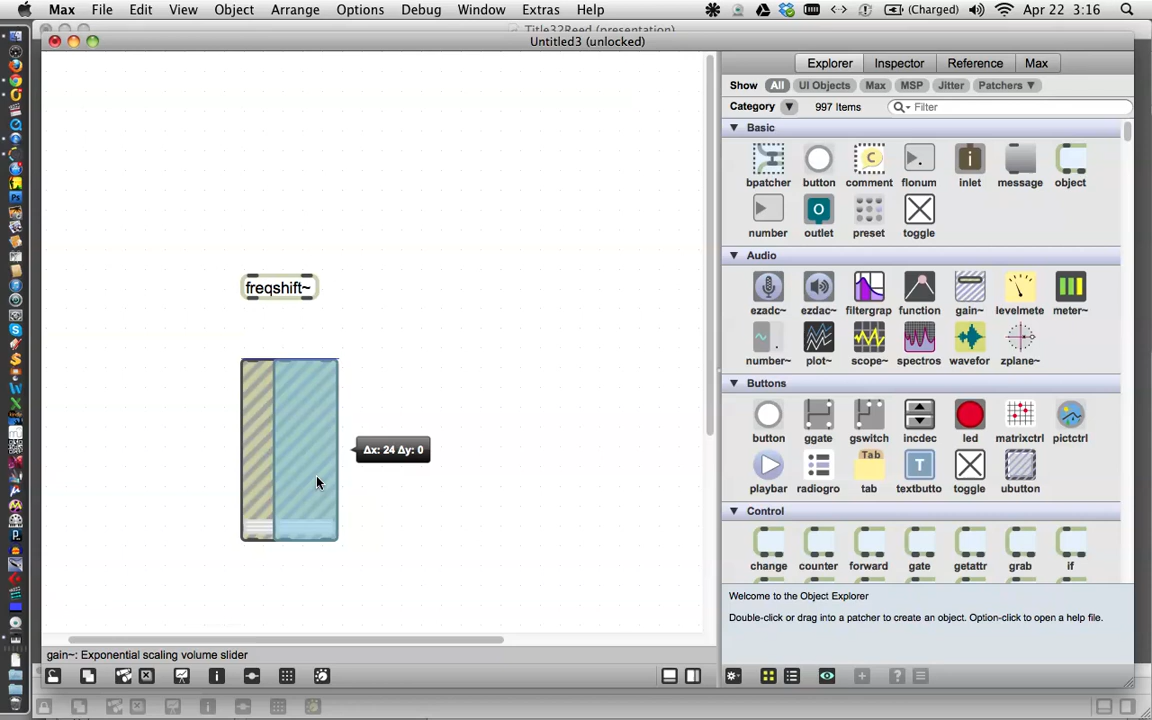 Max File Edit View Object Arrange Options Debug Window Extras Help (Charged) Apr 22 3:16
Title32Reed (presentation)
Untitled3 (unlocked)
Explorer Inspector Reference Max
Show All UI Objects Max MSP Jitter Patchers ▼
Category ▼ 997 Items Filter
Basic
bpatcher button comment flonum inlet message object
number outlet preset toggle
Audio
ezadc~ ezdac~ filtergrap function gain~ levelmete meter~
number~ plot~ scope~ spectros wavefor zplane~
Buttons
button ggate gswitch incdec led matrixctrl pictctrl
Tab
playbar radiogro tab textbutto toggle ubutton
Control
change counter forward gate getattr grab if
freqshift~
Δx: 24 Δy: 0
Welcome to the Object Explorer
Double-click or drag into a patcher to create an object. Option-click to open a help file.
gain~: Exponential scaling volume slider